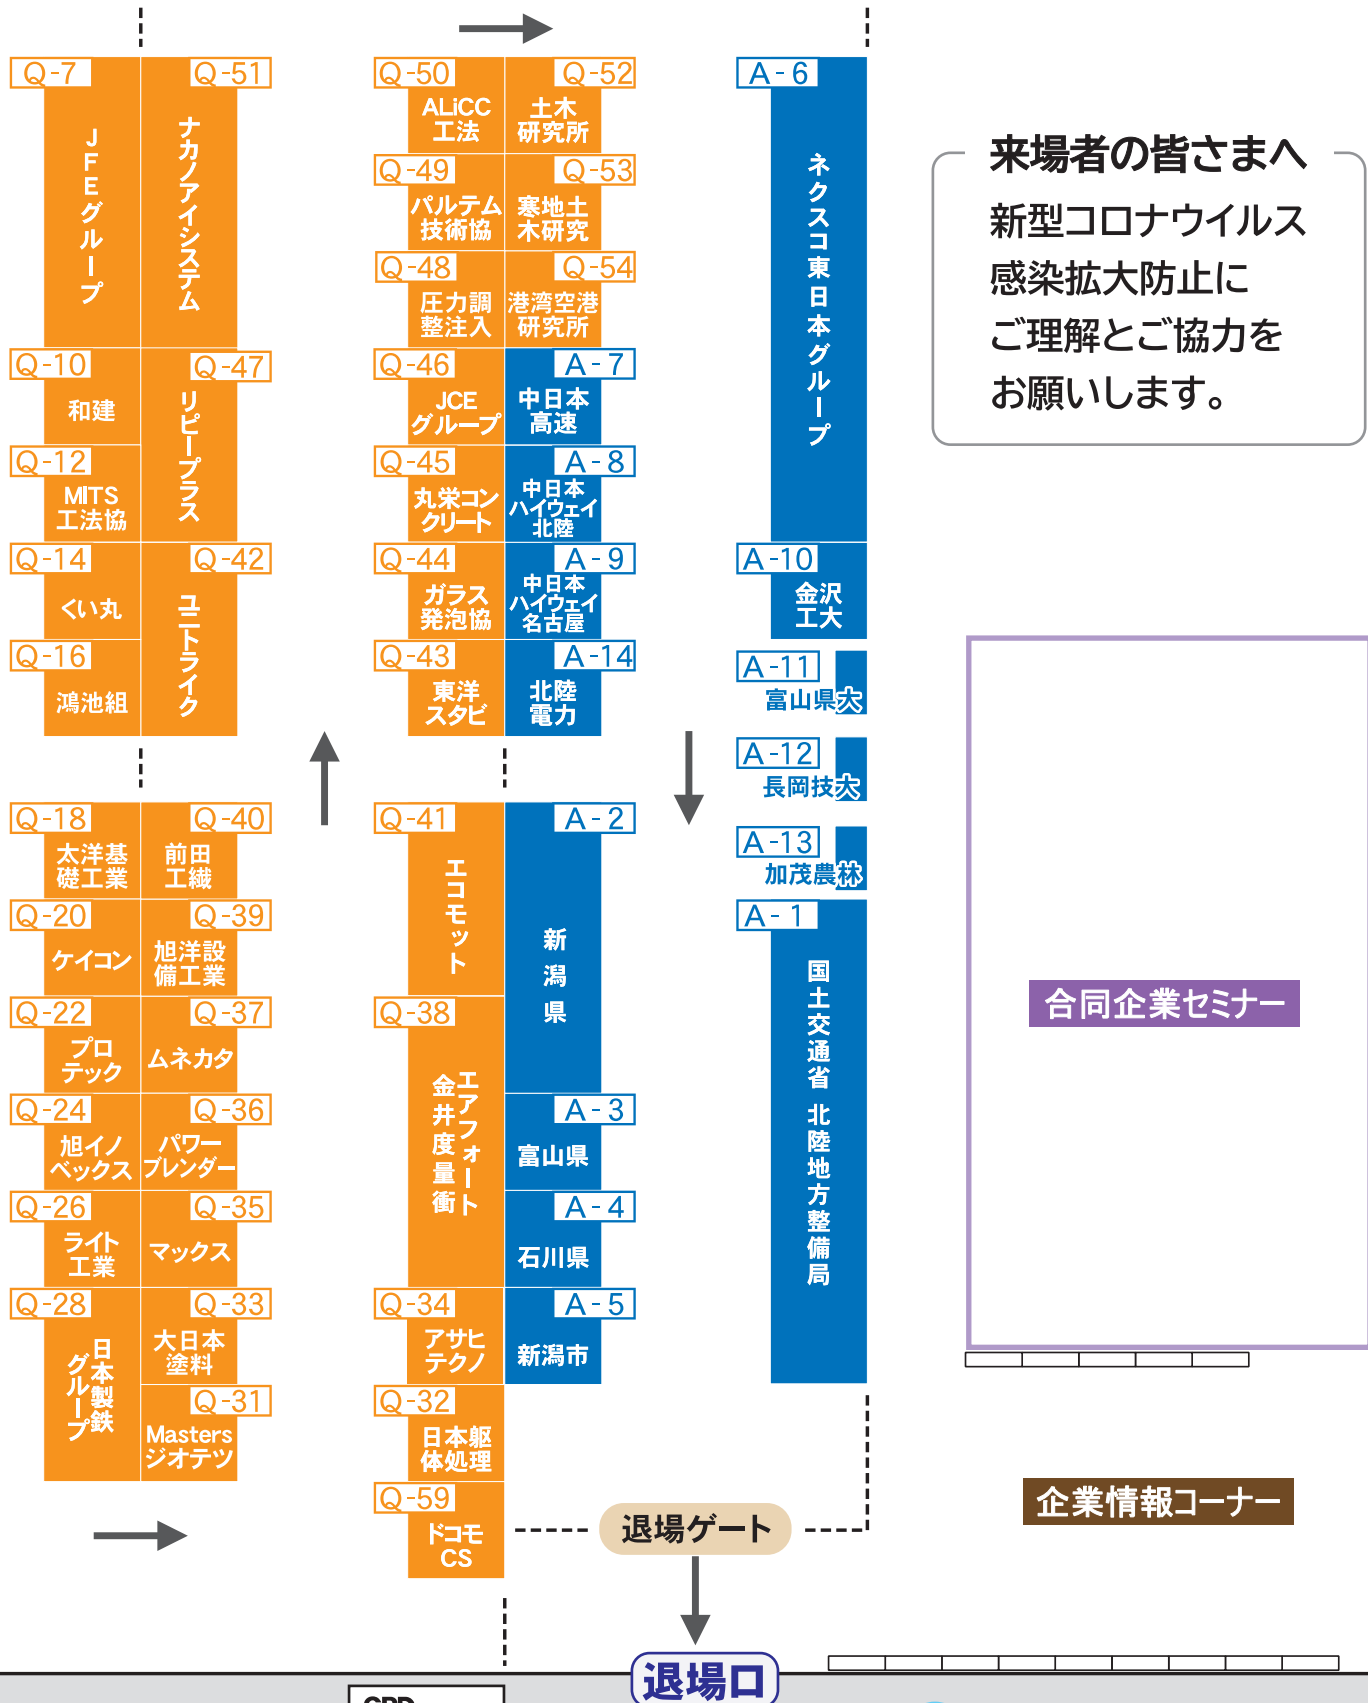 Q-7
JFEグループ
Q-51
ナカノアイシステム
Q-10
和建
Q-47
リピープラス
Q-12
MITS
工法協
Q-14
くい丸
Q-42
ユニトライク
Q-16
鴻池組
Q-18
太洋基
礎工業
Q-40
前田
工繊
Q-20
ケイコン
Q-39
旭洋設
備工業
Q-22
プロ
テック
Q-37
ムネカタ
Q-24
旭イノ
ベックス
Q-36
パワー
ブレンダー
Q-26
ライト
工業
Q-35
マックス
Q-28
日本製鉄
グループ
Q-33
大日本
塗料
Q-31
Masters
ジオテツ
Q-50
ALiCC
工法
Q-52
土木
研究所
Q-49
パルテム
技術協
Q-53
寒地土
木研究
Q-48
圧力調
整注入
Q-54
港湾空港
研究所
Q-46
JCE
グループ
A-7
中日本
高速
Q-45
丸栄コン
クリート
A-8
中日本
ハイウェイ
北陸
Q-44
ガラス
発泡協
A-9
中日本
ハイウェイ
名古屋
Q-43
東洋
スタビ
A-14
北陸
電力
Q-41
エコモット
A-2
新潟県
Q-38
エアフォート
金井度量衡
A-3
富山県
A-4
石川県
Q-34
アサヒ
テクノ
A-5
新潟市
Q-32
日本躯
体処理
Q-59
ドコモ
CS
A-6
ネクスコ東日本グループ
A-10
金沢
工大
A-11
富山県大
A-12
長岡技大
A-13
加茂農林
A-1
国土交通省 北陸地方整備局
来場者の皆さまへ
新型コロナウイルス
感染拡大防止に
ご理解とご協力を
お願いします。
合同企業セミナー
企業情報コーナー
退場ゲート
退場口
CPD